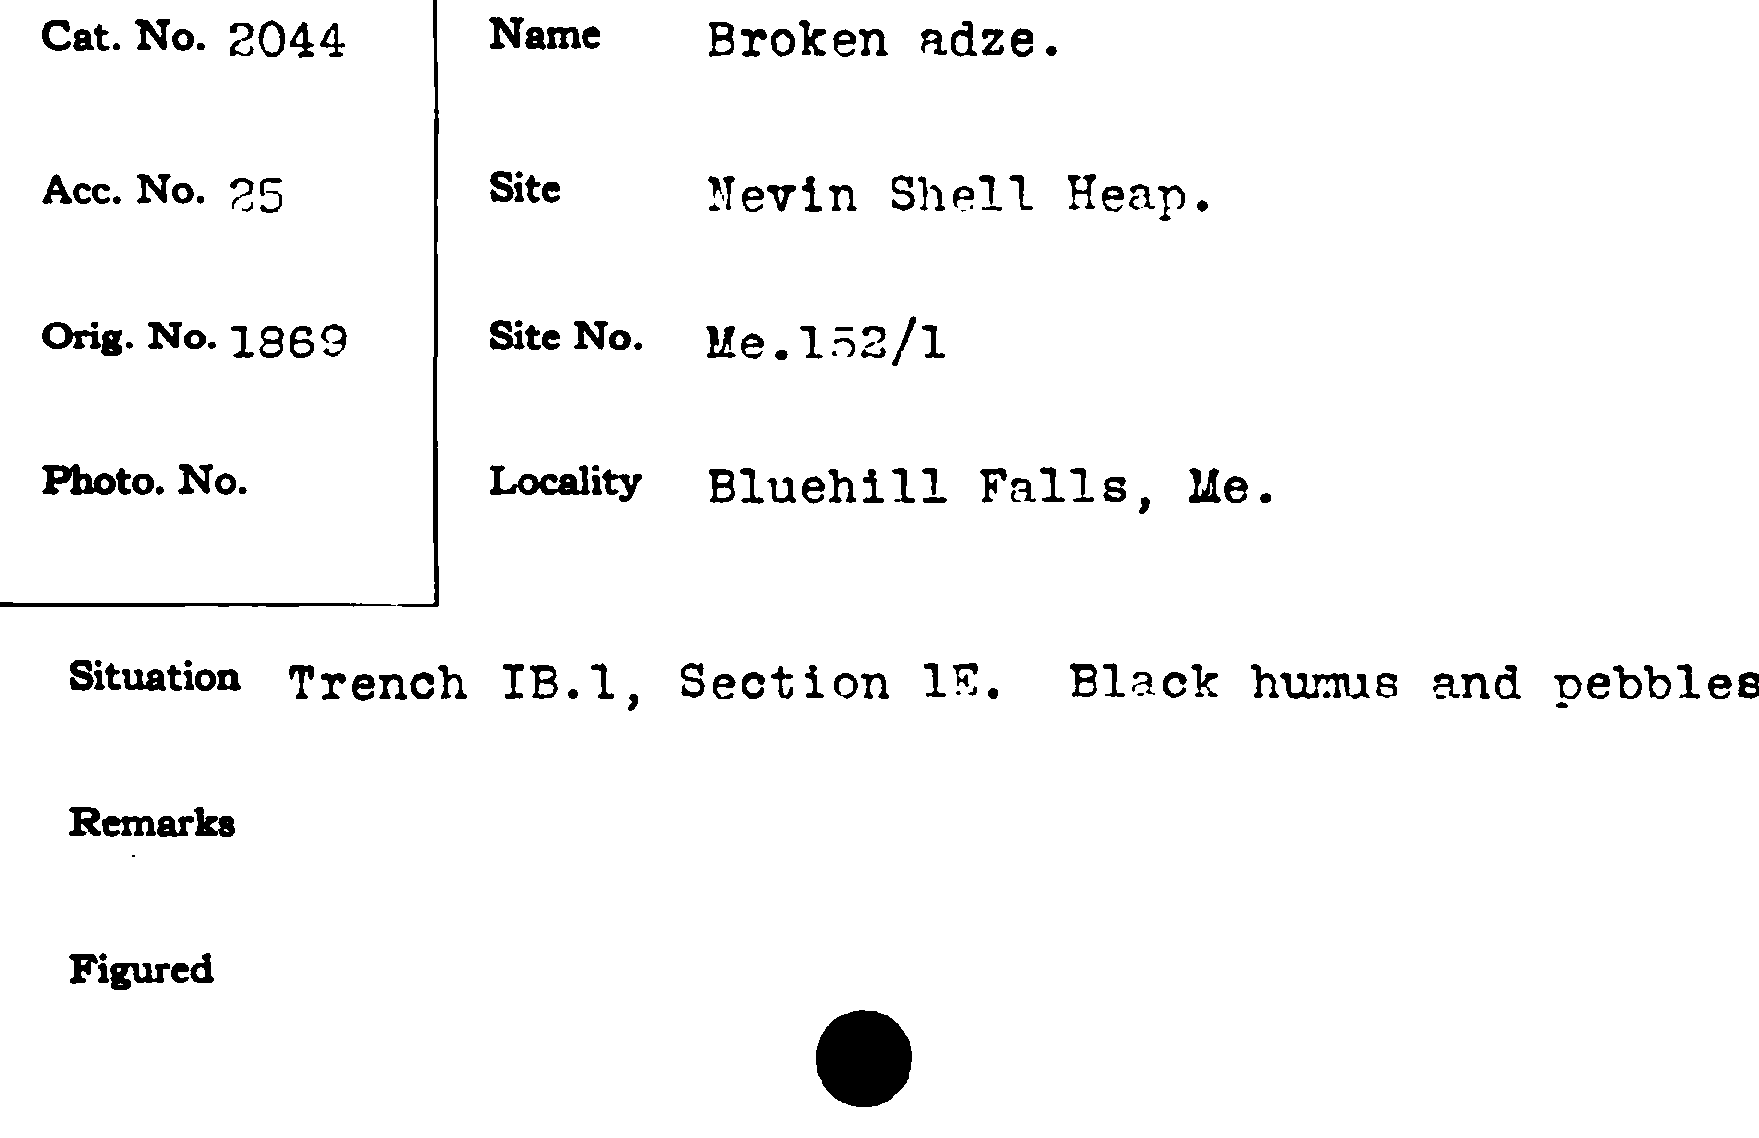 Cat. No. 2044 Name Broken adze.
Acc. No. 25 Site Nevin Shell Heap.
Orig. No. 1869 Site No. Me.152/1
Photo. No. Locality Bluehill Falls, Me.
Situation Trench IB.1, Section 1E. Black humus and pebbles
Remarks
Figured